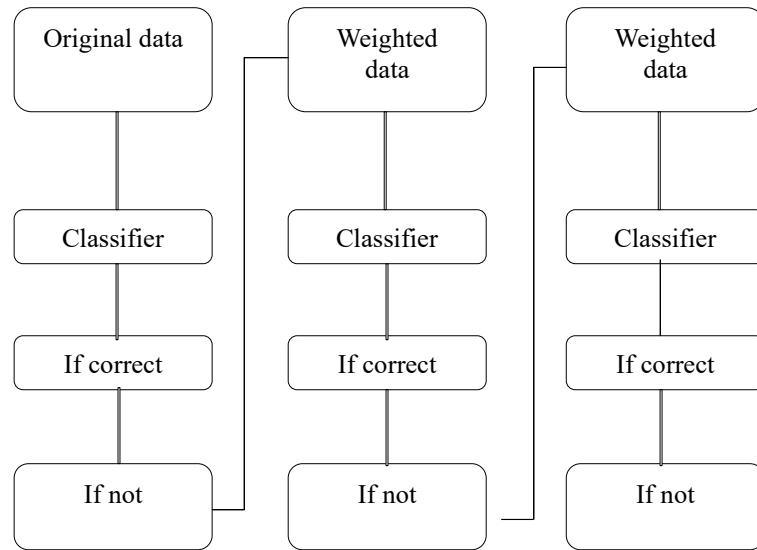 Original data
Classifier
If correct
If not
Weighted
data
Classifier
If correct
If not
Weighted
data
Classifier
If correct
If not